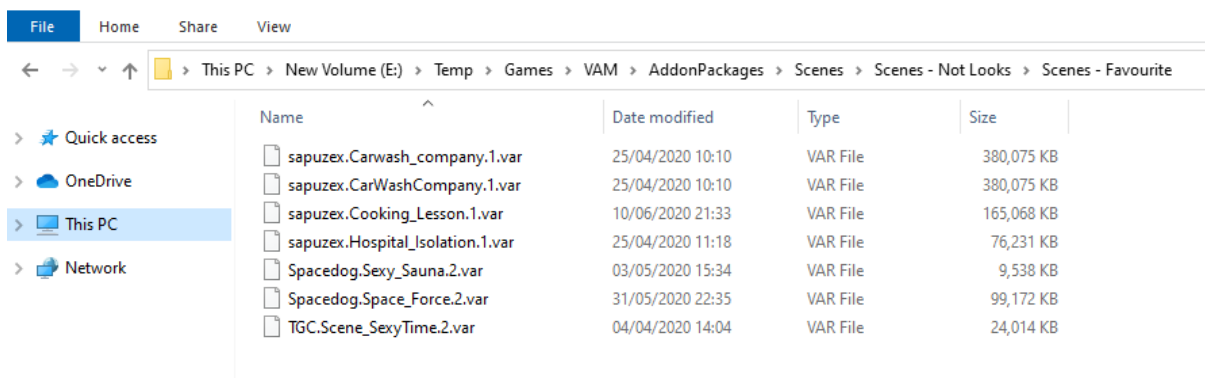 File Home Share View
This PC > New Volume (E:) > Temp > Games > VAM > AddonPackages > Scenes > Scenes - Not Looks > Scenes - Favourite
Name Date modified Type Size
Quick access
OneDrive
This PC
Network
sapuzex.Carwash_company.1.var 25/04/2020 10:10 VAR File 380,075 KB
sapuzex.CarWashCompany.1.var 25/04/2020 10:10 VAR File 380,075 KB
sapuzex.Cooking_Lesson.1.var 10/06/2020 21:33 VAR File 165,068 KB
sapuzex.Hospital_Isolation.1.var 25/04/2020 11:18 VAR File 76,231 KB
Spacedog.Sexy_Sauna.2.var 03/05/2020 15:34 VAR File 9,538 KB
Spacedog.Space_Force.2.var 31/05/2020 22:35 VAR File 99,172 KB
TGC.Scene_SexyTime.2.var 04/04/2020 14:04 VAR File 24,014 KB